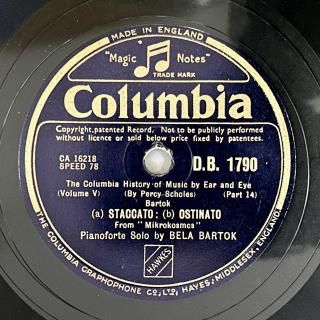 MADE IN ENGLAND
"Magic" Notes"
TRADE MARK
Columbia
Copyright, patented Record. Not to be publicly performed
without licence or sold below price fixed by patentees.
CA 16218
SPEED 78
D.B. 1790
The Columbia History of Music by Ear and Eye
(Volume V) (By Percy Scholes) (Part 14)
Bartok
(a) STACCATO; (b) OSTINATO
From "Mikrokosmos"
Pianoforte Solo by BELA BARTOK
HAWKES
THE COLUMBIA GRAPHOPHONE CO., LTD., HAYES, MIDDLESEX, ENGLAND.